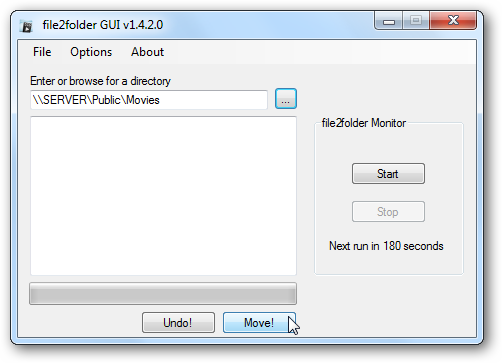 file2folder GUI v1.4.2.0
File Options About
Enter or browse for a directory
\\SERVER\Public\Movies
...
file2folder Monitor
Start
Stop
Next run in 180 seconds
Undo!
Move!